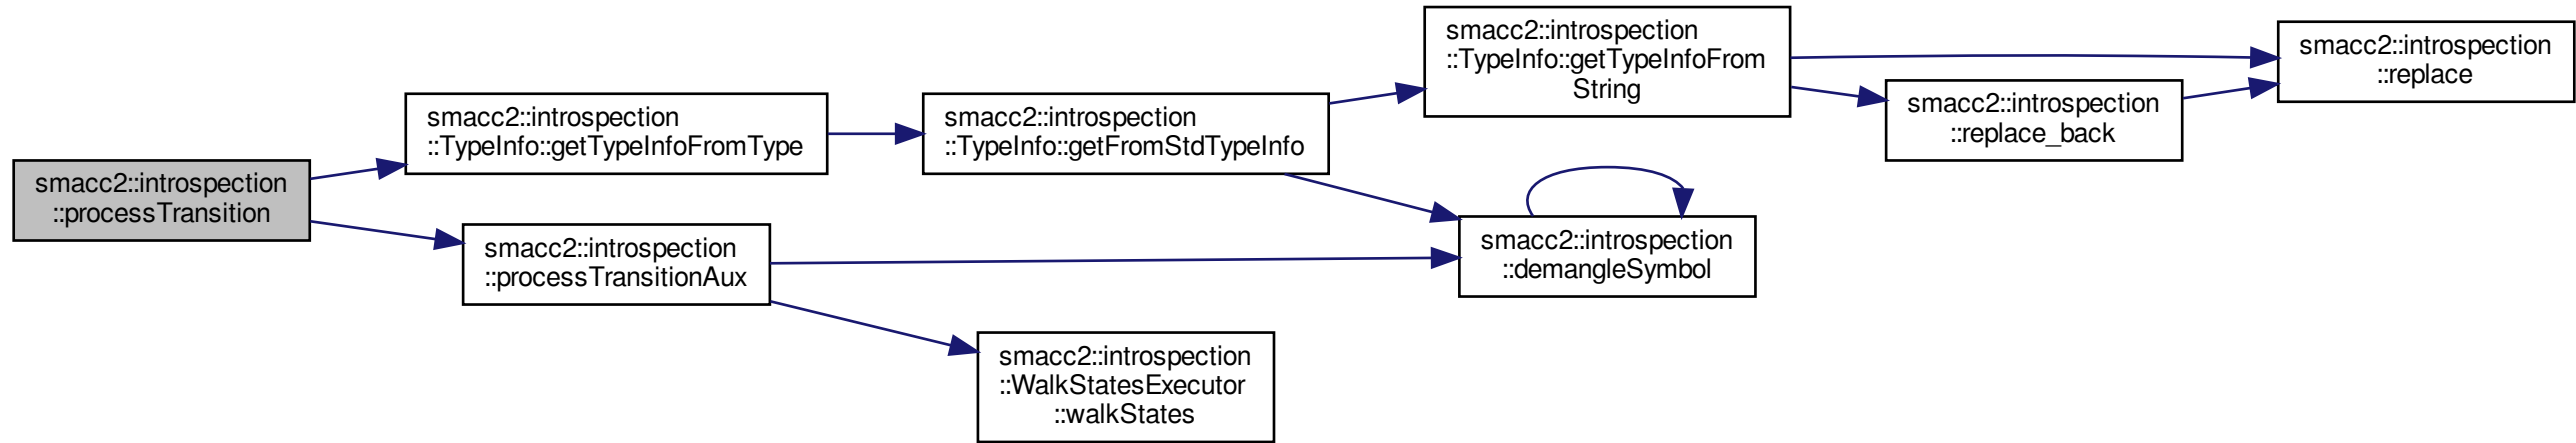 smacc2::introspection
::processTransition
smacc2::introspection
::TypeInfo::getTypeInfoFromType
smacc2::introspection
::processTransitionAux
smacc2::introspection
::TypeInfo::getFromStdTypeInfo
smacc2::introspection
::WalkStatesExecutor
::walkStates
smacc2::introspection
::TypeInfo::getTypeInfoFrom
String
smacc2::introspection
::demangleSymbol
smacc2::introspection
::replace_back
smacc2::introspection
::replace